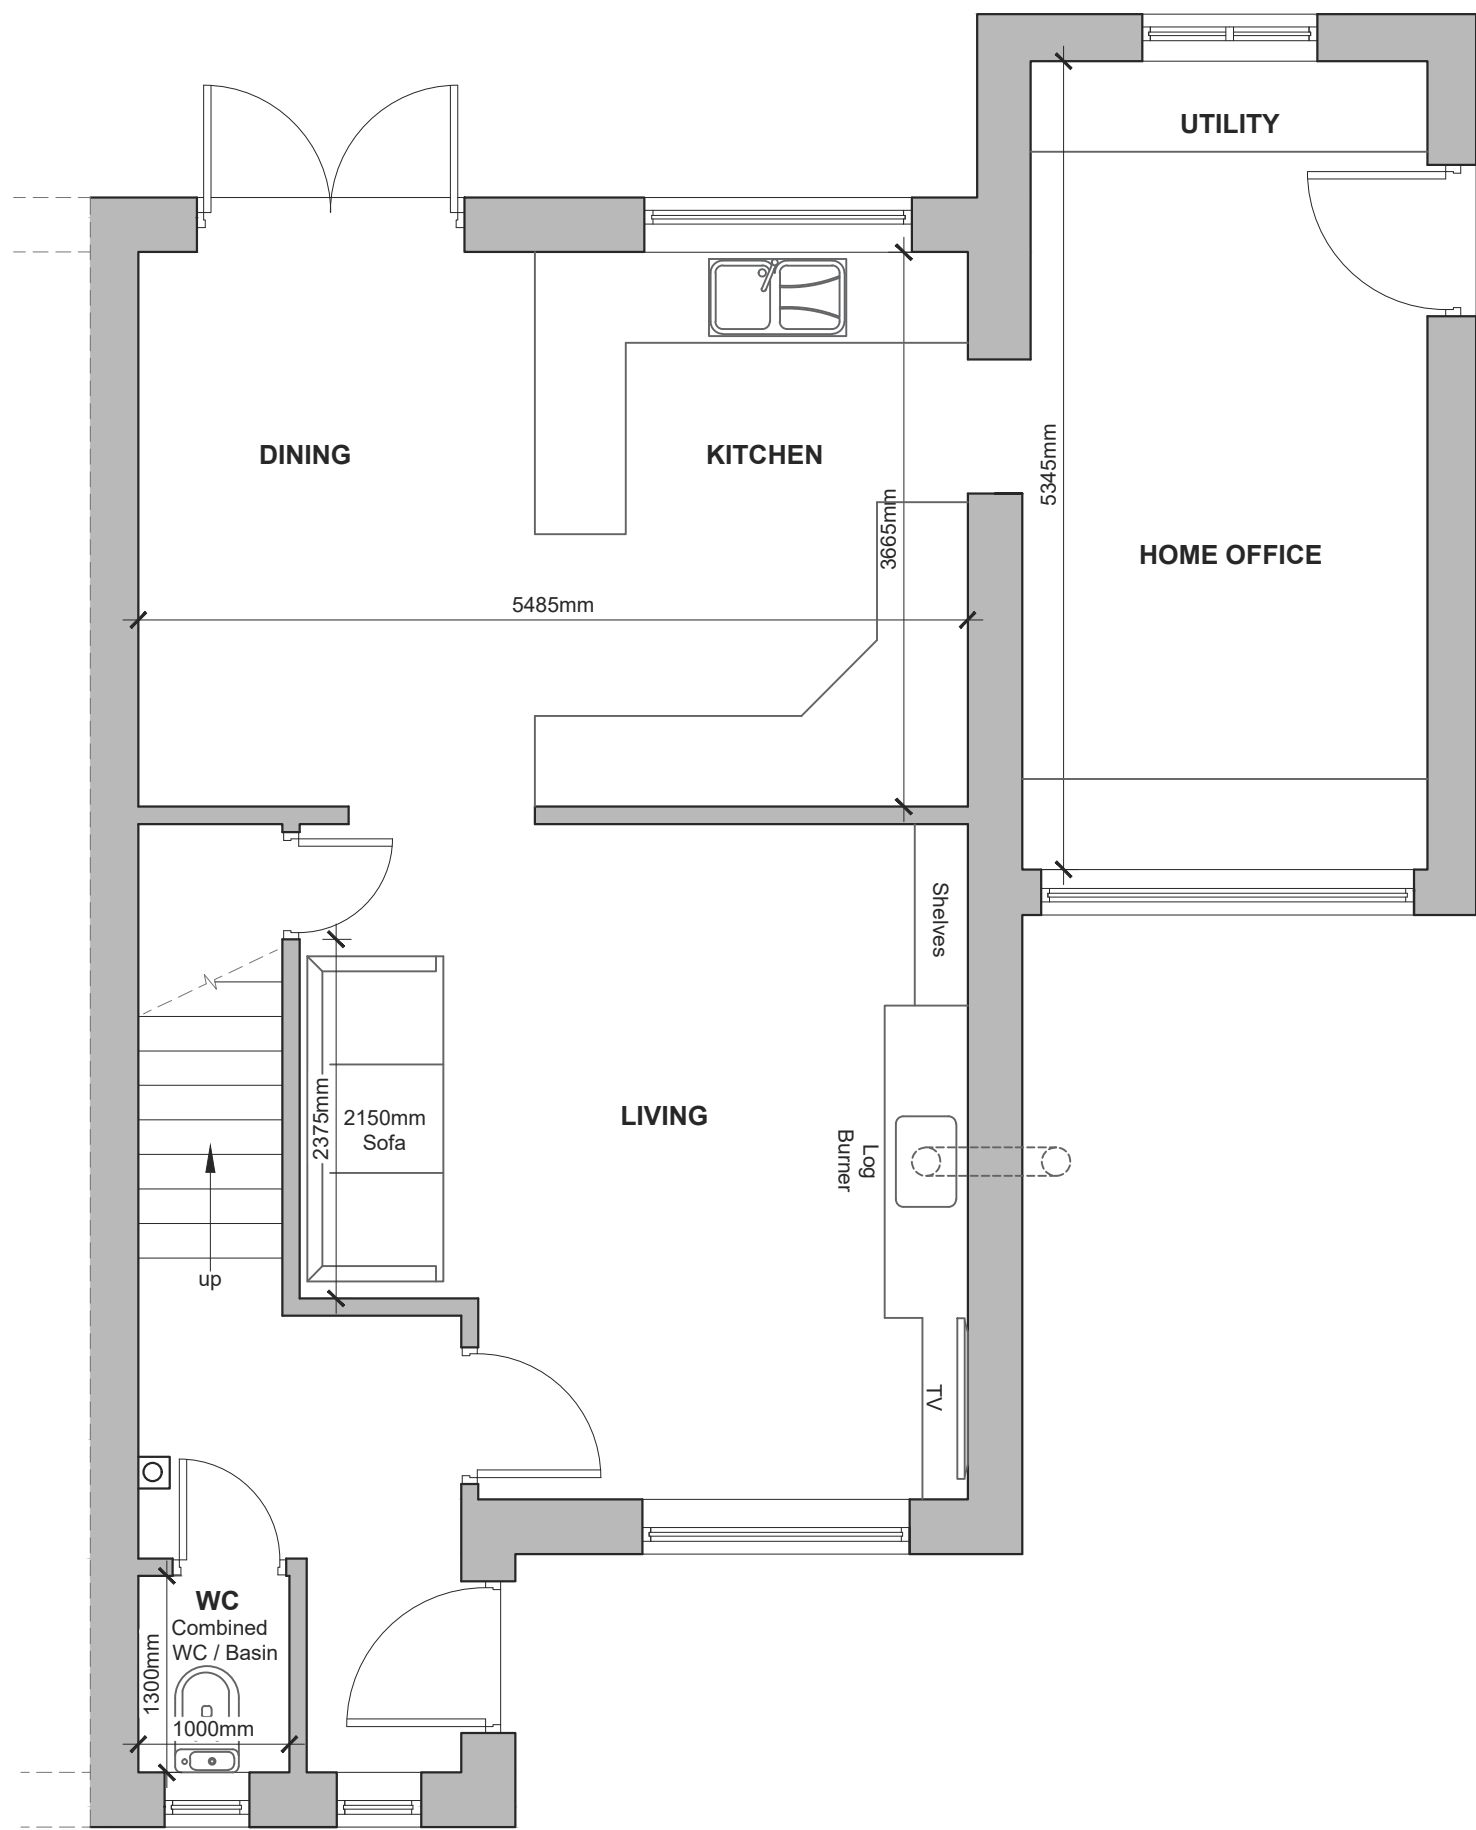 UTILITY
DINING
KITCHEN
5345mm
3665mm
HOME OFFICE
5485mm
Shelves
2375mm
2150mm
Sofa
LIVING
Log
Burner
up
TV
WC
Combined
WC / Basin
1300mm
1000mm